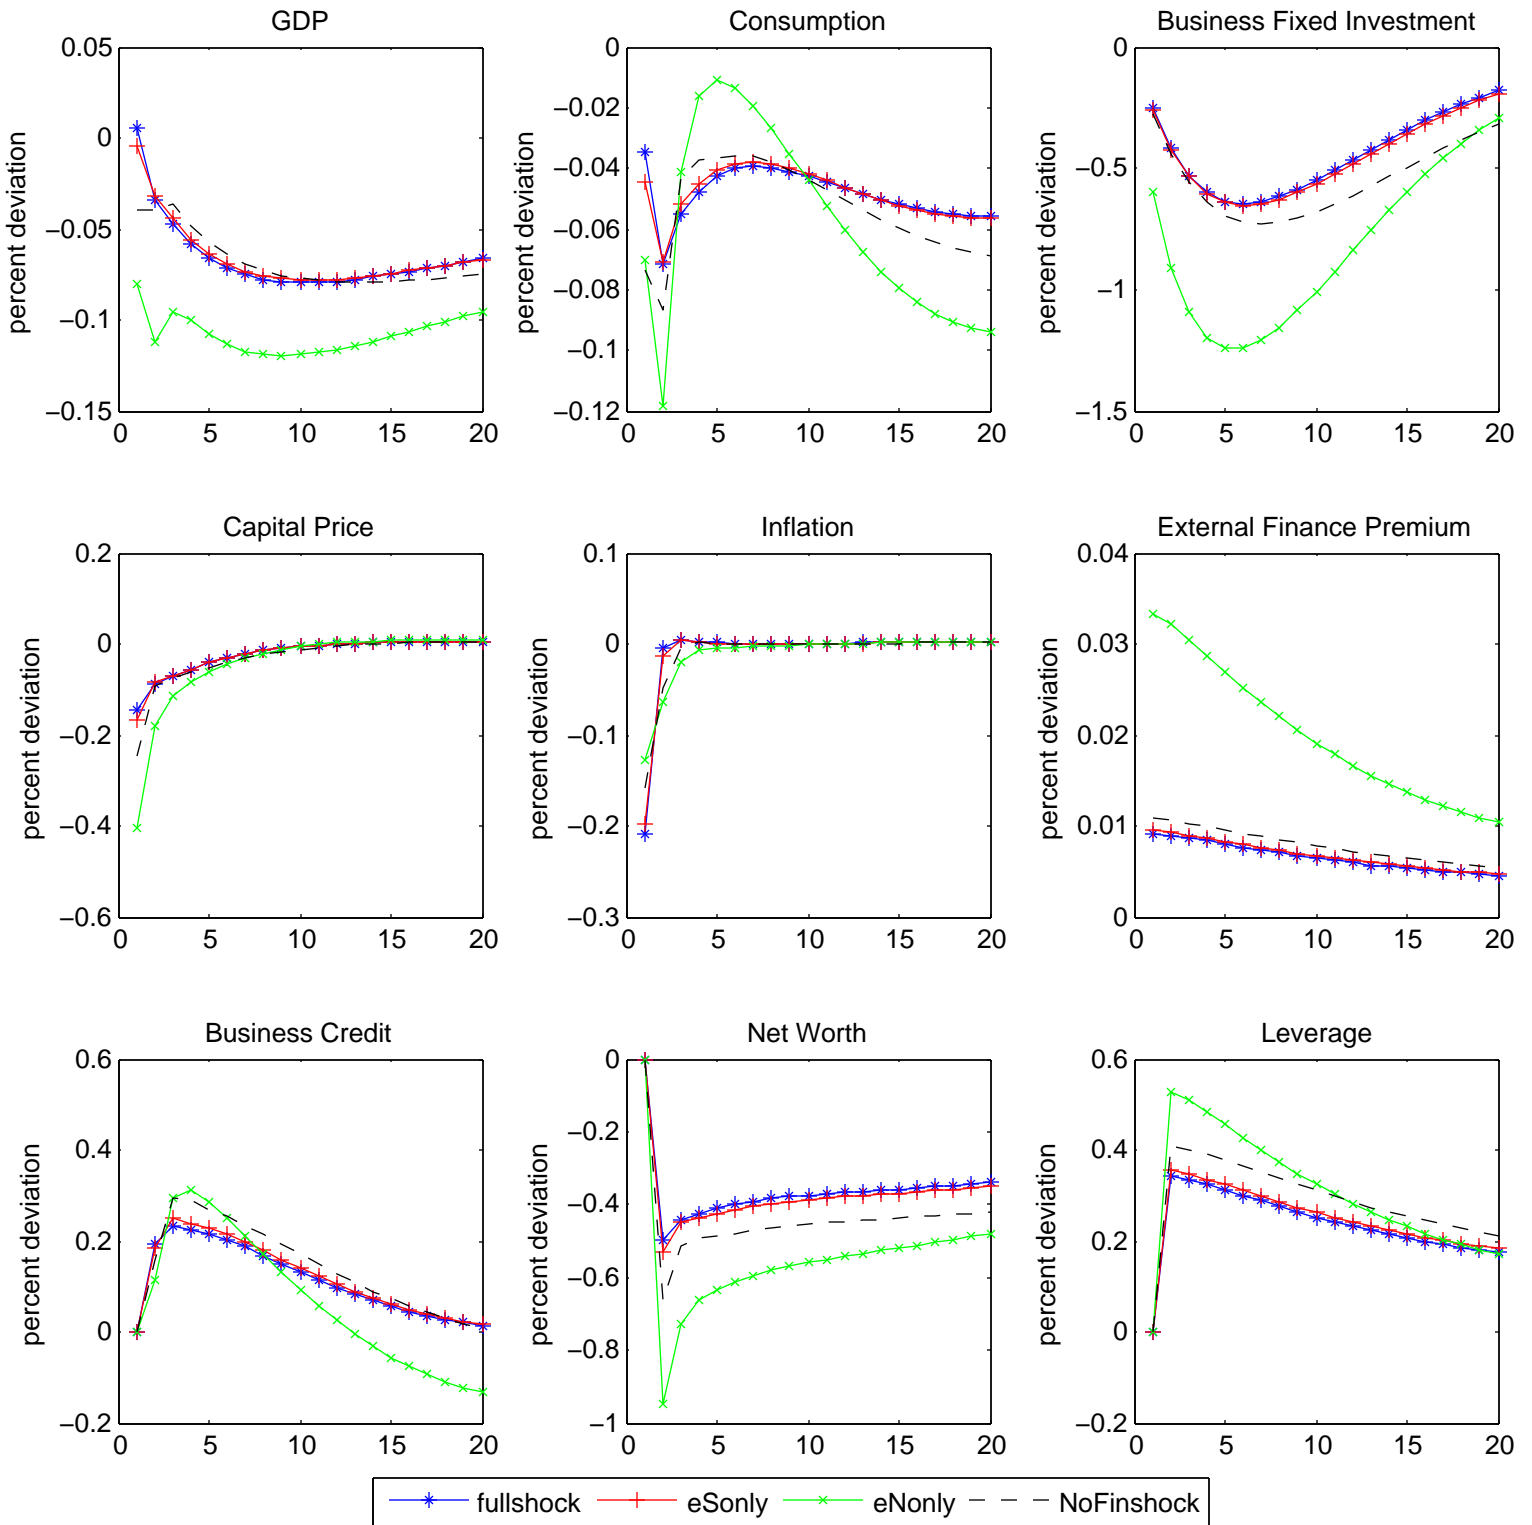 GDP
Consumption
Business Fixed Investment
percent deviation
0.05
0
−0.05
−0.1
−0.15
0 5 10 15 20
percent deviation
0
−0.02
−0.04
−0.06
−0.08
−0.1
−0.12
0 5 10 15 20
percent deviation
0
−0.5
−1
−1.5
0 5 10 15 20
Capital Price
Inflation
External Finance Premium
percent deviation
0.2
0
−0.2
−0.4
−0.6
0 5 10 15 20
percent deviation
0.1
0
−0.1
−0.2
−0.3
0 5 10 15 20
percent deviation
0.04
0.03
0.02
0.01
0
0 5 10 15 20
Business Credit
Net Worth
Leverage
percent deviation
0.6
0.4
0.2
0
−0.2
0 5 10 15 20
percent deviation
0
−0.2
−0.4
−0.6
−0.8
−1
0 5 10 15 20
percent deviation
0.6
0.4
0.2
0
−0.2
0 5 10 15 20
fullshock eSonly eNonly NoFinshock